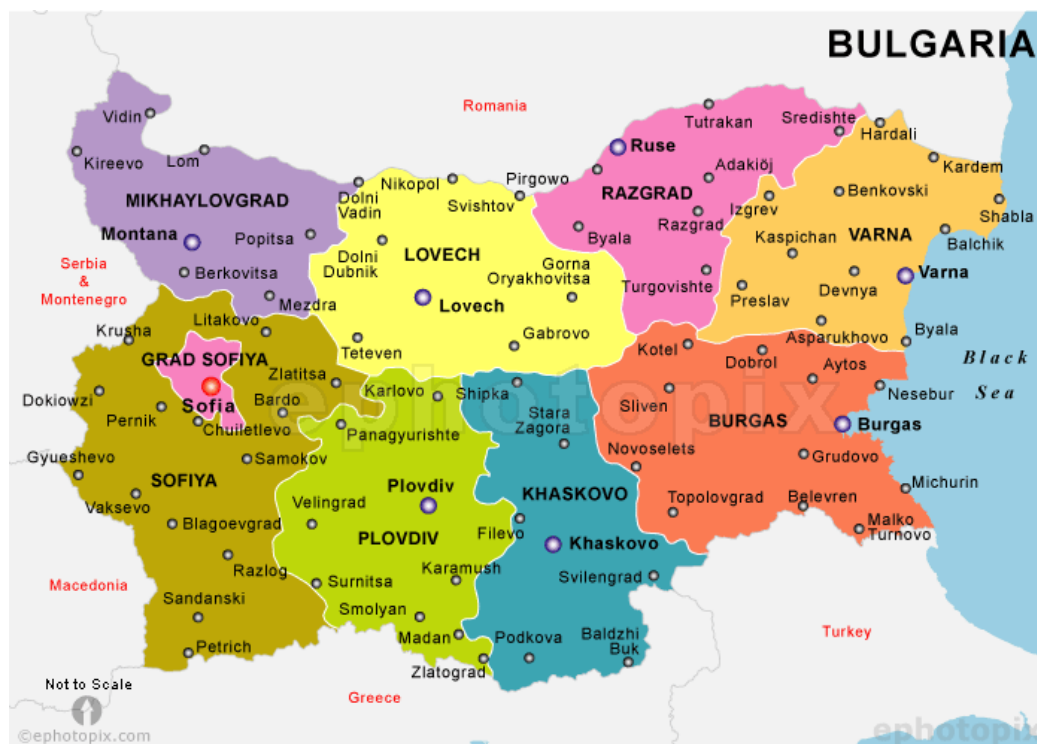 BULGARIA
Romania
Vidin
Tutrakan
Sredishte
Hardali
Kireevo
Lom
Ruse
Kardem
Pirgowo
Nikopol
Adakiöj
MIKHAYLOVGRAD
Dolni
Vadin
Svishtov
RAZGRAD
Izgrev
Benkovski
Shabla
Montana
Popitsa
Byala
Razgrad
Kaspichan
VARNA
Balchik
Serbia
&
Montenegro
Berkovitsa
Dolni
Dubnik
LOVECH
Gorna
Oryakhovitsa
Turgovishte
Preslav
Devnya
Varna
Mezdra
Lovech
Krusha
Litakovo
Teteven
Gabrovo
Kotel
Dobrol
Asparukhovo
Byala
GRAD SOFIYA
Zlatitsa
Karlovo
Shipka
Aytos
Black
Sea
Dokiowzi
Sofia
Bardo
ephotopix
Sliven
Nesebur
Pernik
Chuiletlevo
Panagyurishte
Stara
Zagora
BURGAS
Burgas
Gyueshevo
Samokov
Novoselets
Grudovo
SOFIYA
Vaksevo
Velingrad
Plovdiv
KHASKOVO
Topolovgrad
Belevren
Michurin
Blagoevgrad
PLOVDIV
Filevo
Khaskovo
Malko
Turnovo
Macedonia
Razlog
Surnitsa
Karamush
Svilengrad
Sandanski
Smolyan
Turkey
Petrich
Madan
Podkova
Baldzhi
Buk
Zlatograd
Not to Scale
Greece
©ephotopix.com
ephotopix